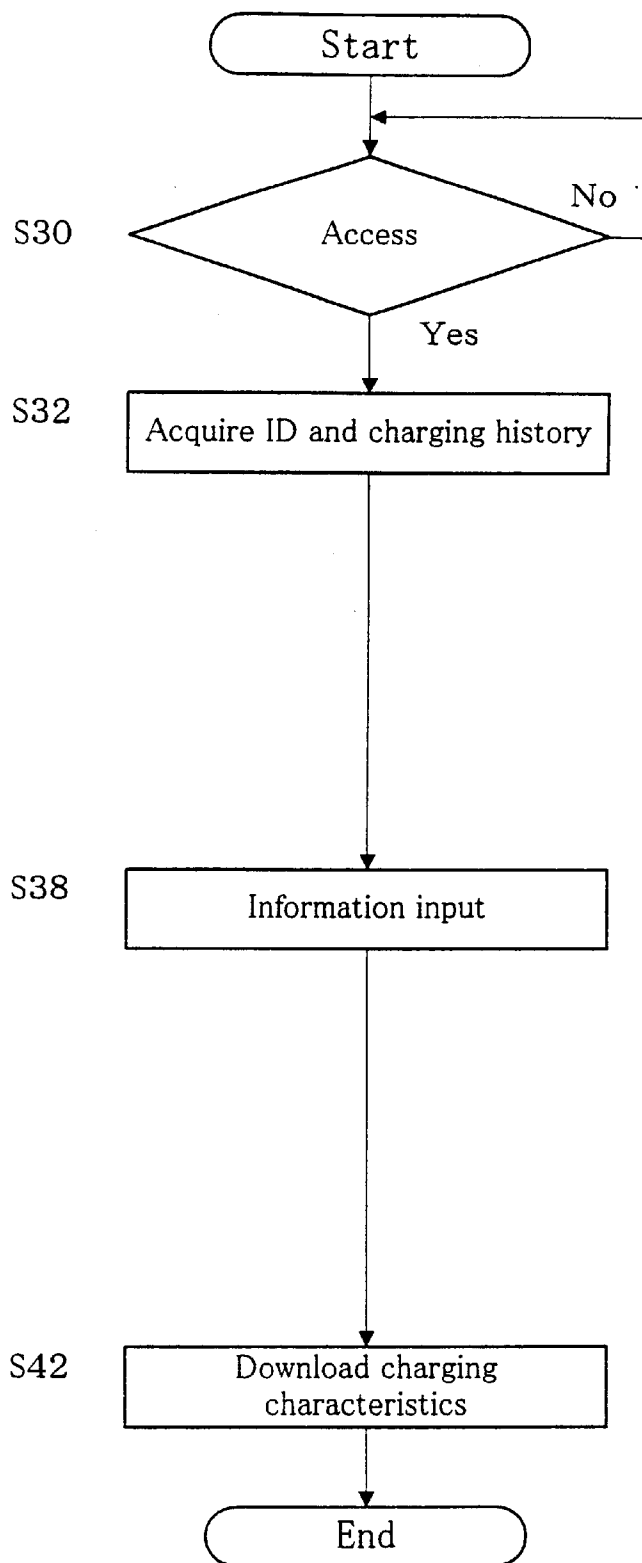 Start
No
S30
Access
Yes
S32
Acquire ID and charging history
S38
Information input
S42
Download charging
characteristics
End